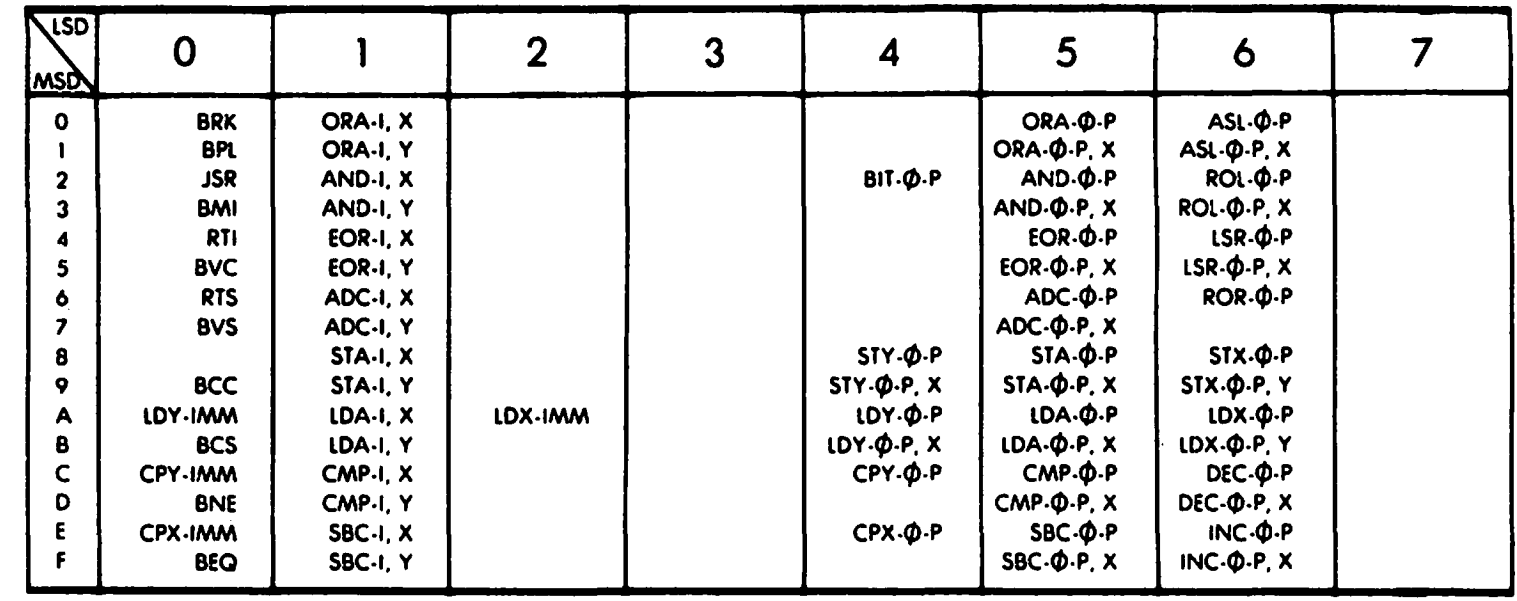 LSD
MSD 0 1 2 3 4 5 6 7
0 BRK ORA-I, X ORA-Ø-P ASL-Ø-P
1 BPL ORA-I, Y ORA-Ø-P, X ASL-Ø-P, X
2 JSR AND-I, X BIT-Ø-P AND-Ø-P ROL-Ø-P
3 BMI AND-I, Y AND-Ø-P, X ROL-Ø-P, X
4 RTI EOR-I, X EOR-Ø-P LSR-Ø-P
5 BVC EOR-I, Y EOR-Ø-P, X LSR-Ø-P, X
6 RTS ADC-I, X ADC-Ø-P ROR-Ø-P
7 BVS ADC-I, Y ADC-Ø-P, X
8 STA-I, X STY-Ø-P STA-Ø-P STX-Ø-P
9 BCC STA-I, Y STY-Ø-P, X STA-Ø-P, X STX-Ø-P, Y
A LDY-IMM LDA-I, X LDX-IMM LDY-Ø-P LDA-Ø-P LDX-Ø-P
B BCS LDA-I, Y LDY-Ø-P, X LDA-Ø-P, X LDX-Ø-P, Y
C CPY-IMM CMP-I, X CPY-Ø-P CMP-Ø-P DEC-Ø-P
D BNE CMP-I, Y CMP-Ø-P, X DEC-Ø-P, X
E CPX-IMM SBC-I, X CPX-Ø-P SBC-Ø-P INC-Ø-P
F BEQ SBC-I, Y SBC-Ø-P, X INC-Ø-P, X